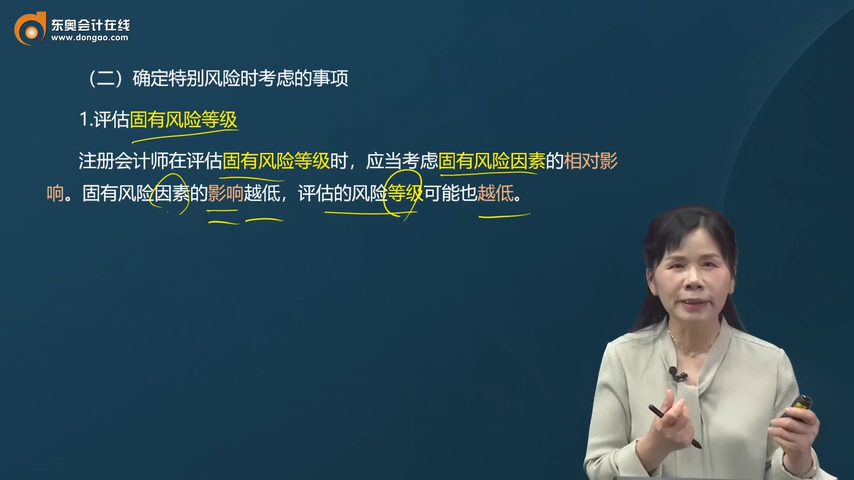 东奥会计在线
www.dongao.com
（二）确定特别风险时考虑的事项
1.评估固有风险等级
注册会计师在评估固有风险等级时，应当考虑固有风险因素的相对影
响。固有风险因素的影响越低，评估的风险等级可能也越低。